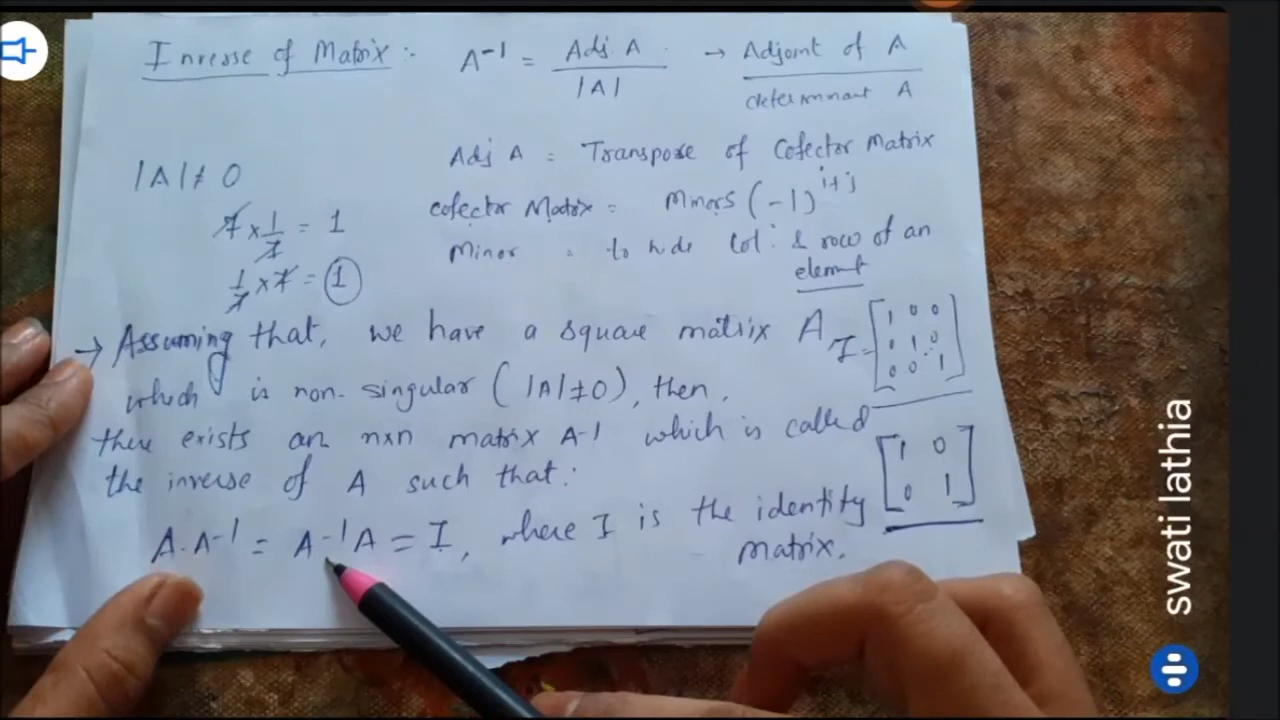 Inverse of Matrix :- A-1 = Adj. A / |A| → Adjoint of A / determinant A
Adj A = Transpose of Cofector Matrix
|A| ≠ 0
cofector Matrix = Minors (-1)^i+j
7 x 1/7 = 1
Minor = to hide Col: & row of an
element
1/7 x 7 = 1
→ Assuming that, we have a square matrix A
I = [1 0 0
0 1 0
0 0 1]
which is non-singular (|A| ≠ 0), then,
there exists an nxn matrix A-1 which is called
[1 0
0 1]
the inverse of A such that:
A.A-1 = A-1A = I, where I is the identity
matrix.
swati lathia